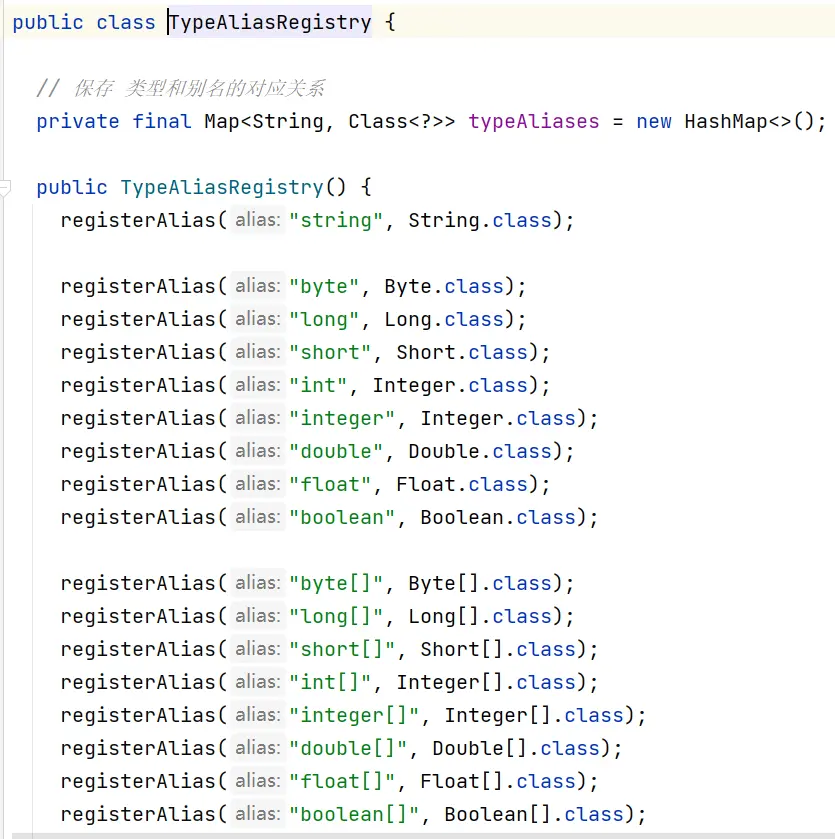 public class TypeAliasRegistry {
// 保存 类型和别名的对应关系
private final Map<String, Class<?>> typeAliases = new HashMap<>();
public TypeAliasRegistry() {
registerAlias( alias: "string", String.class);
registerAlias( alias: "byte", Byte.class);
registerAlias( alias: "long", Long.class);
registerAlias( alias: "short", Short.class);
registerAlias( alias: "int", Integer.class);
registerAlias( alias: "integer", Integer.class);
registerAlias( alias: "double", Double.class);
registerAlias( alias: "float", Float.class);
registerAlias( alias: "boolean", Boolean.class);
registerAlias( alias: "byte[]", Byte[].class);
registerAlias( alias: "long[]", Long[].class);
registerAlias( alias: "short[]", Short[].class);
registerAlias( alias: "int[]", Integer[].class);
registerAlias( alias: "integer[]", Integer[].class);
registerAlias( alias: "double[]", Double[].class);
registerAlias( alias: "float[]", Float[].class);
registerAlias( alias: "boolean[]", Boolean[].class);